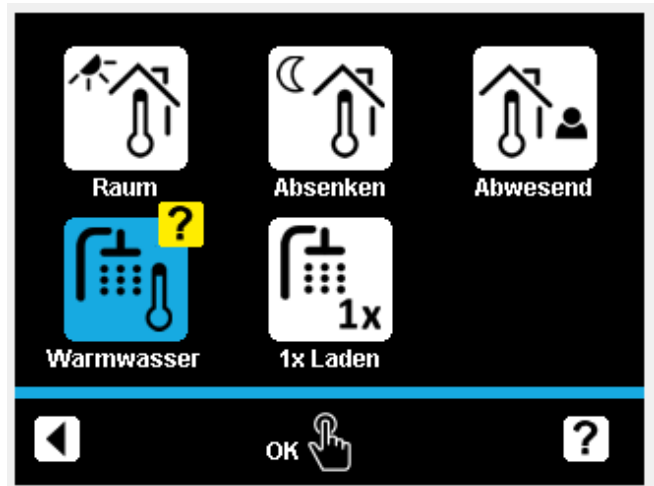 Raum Absenken Abwesend
?
1x
Warmwasser 1x Laden
OK ?